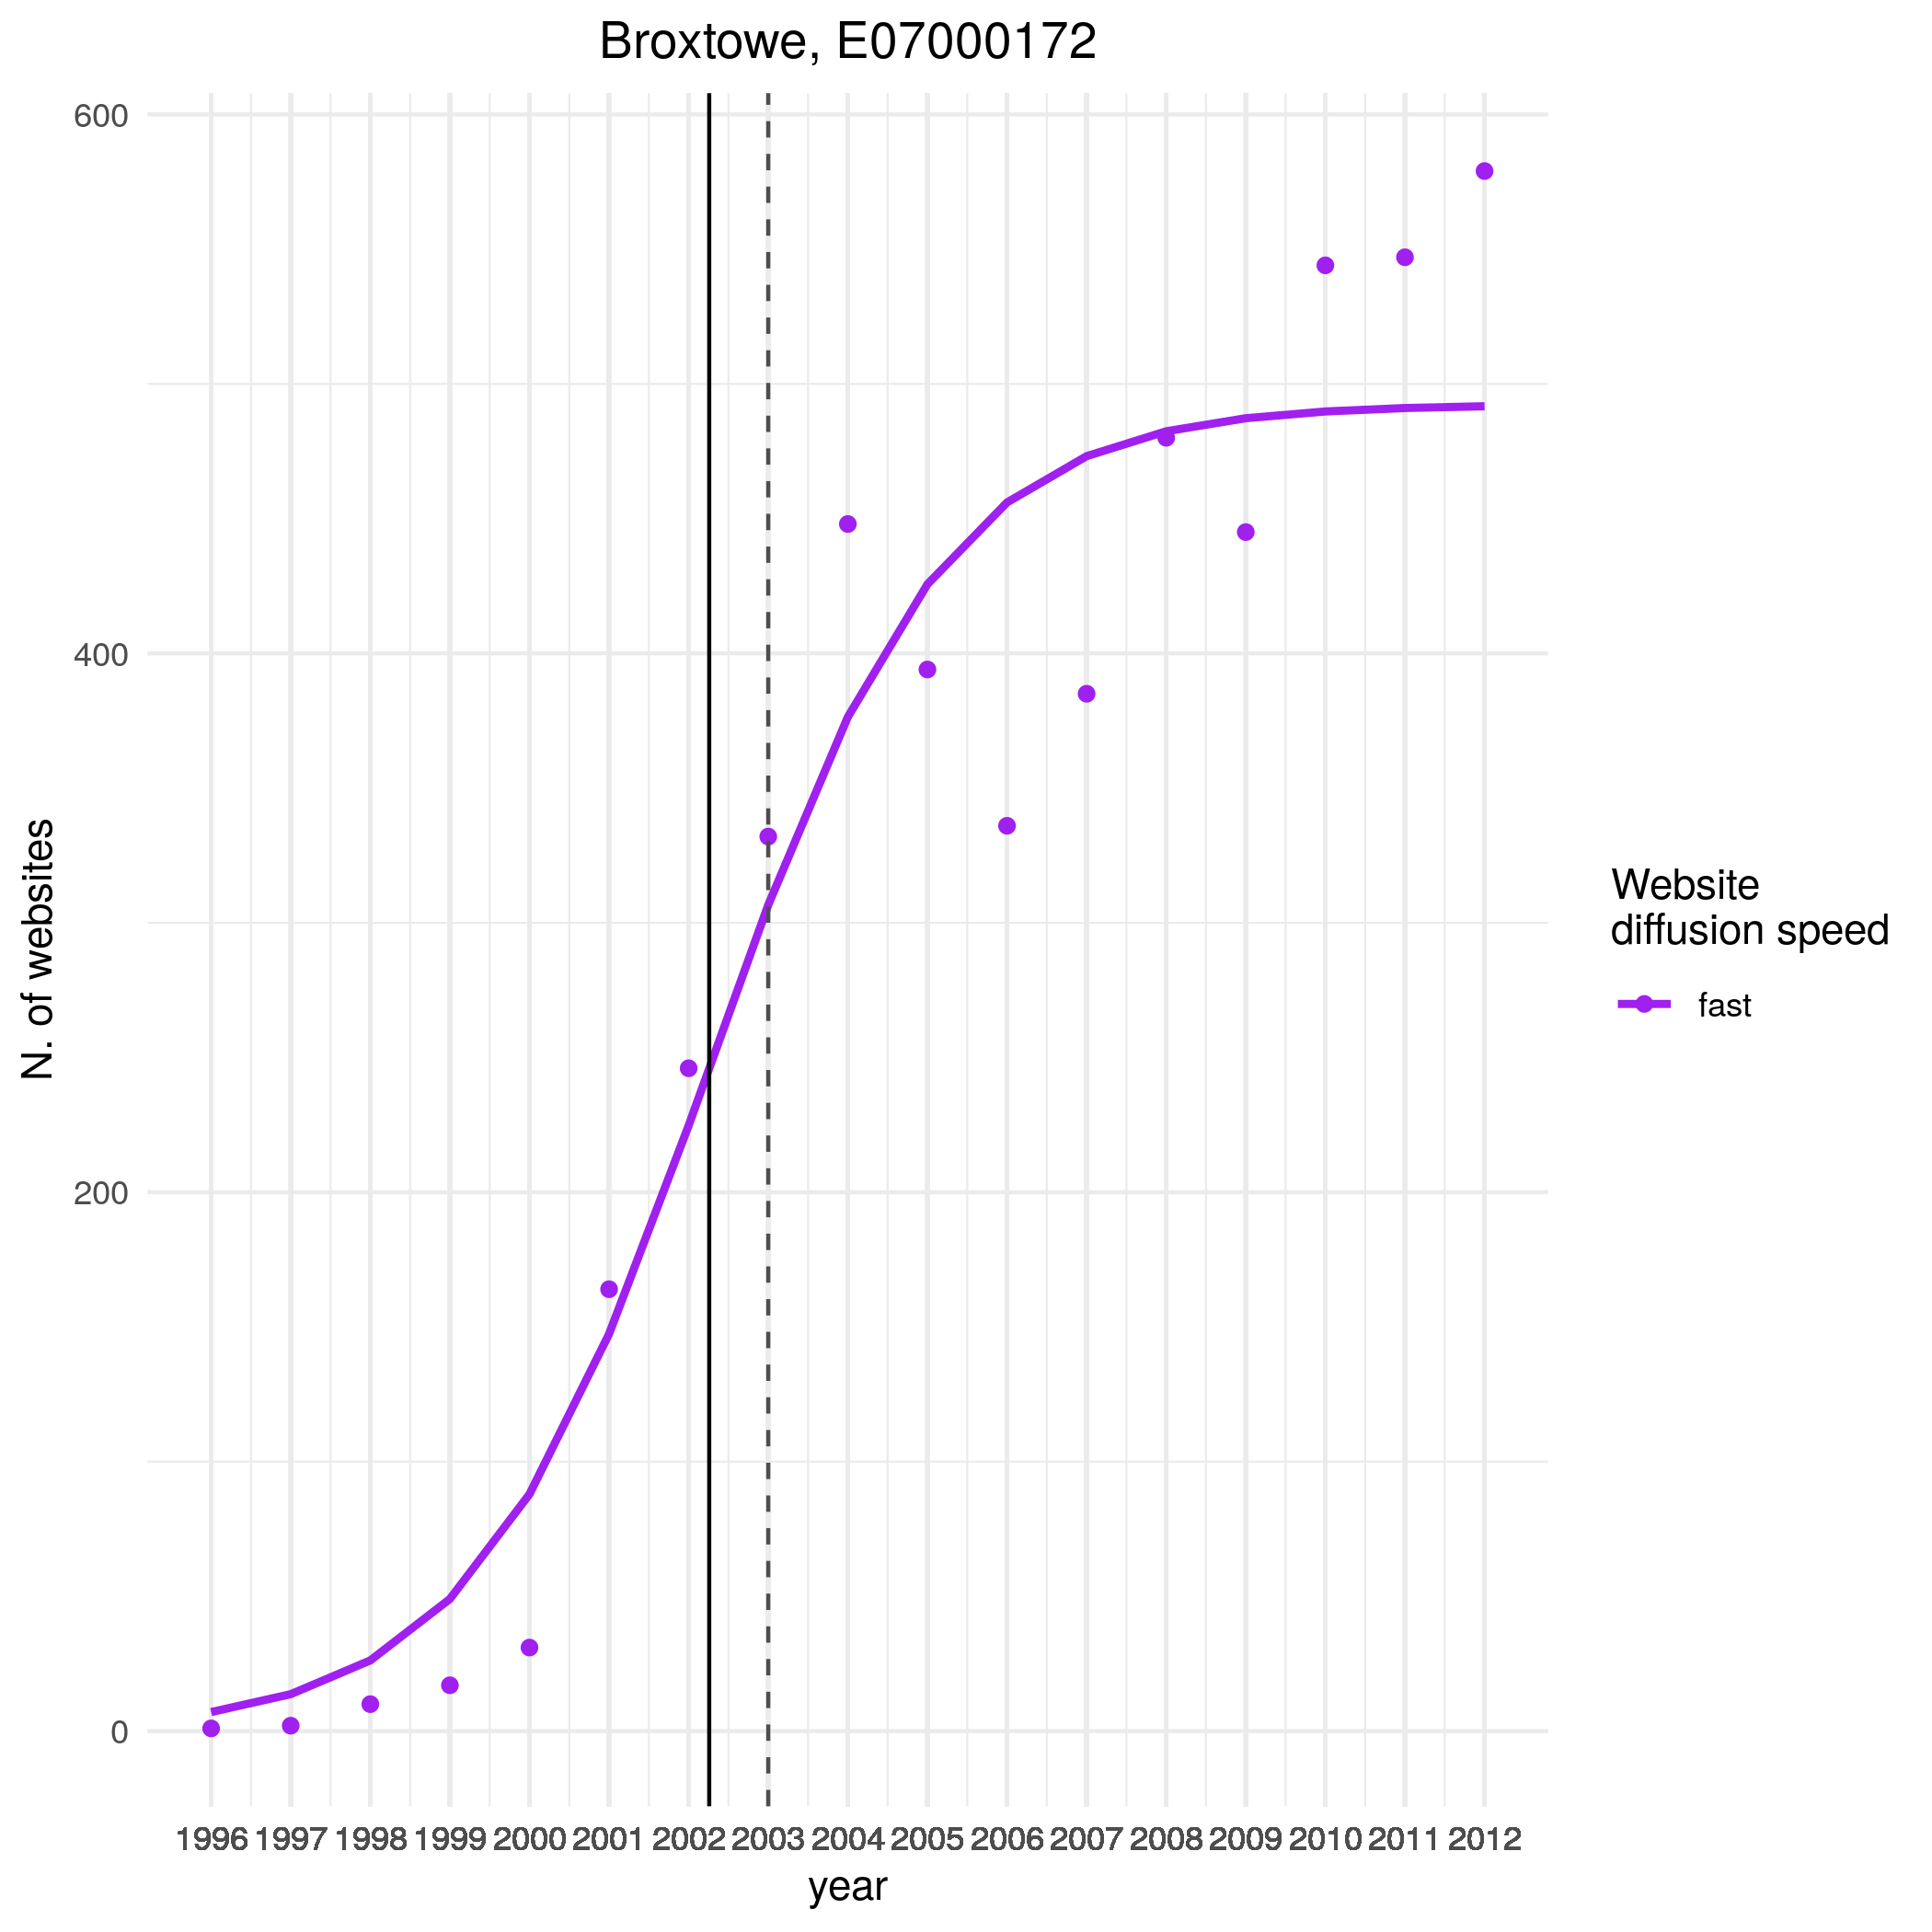 Broxtowe, E07000172
600
400
200
0
N. of websites
1996 1997 1998 1999 2000 2001 2002 2003 2004 2005 2006 2007 2008 2009 2010 2011 2012
year
Website
diffusion speed
fast